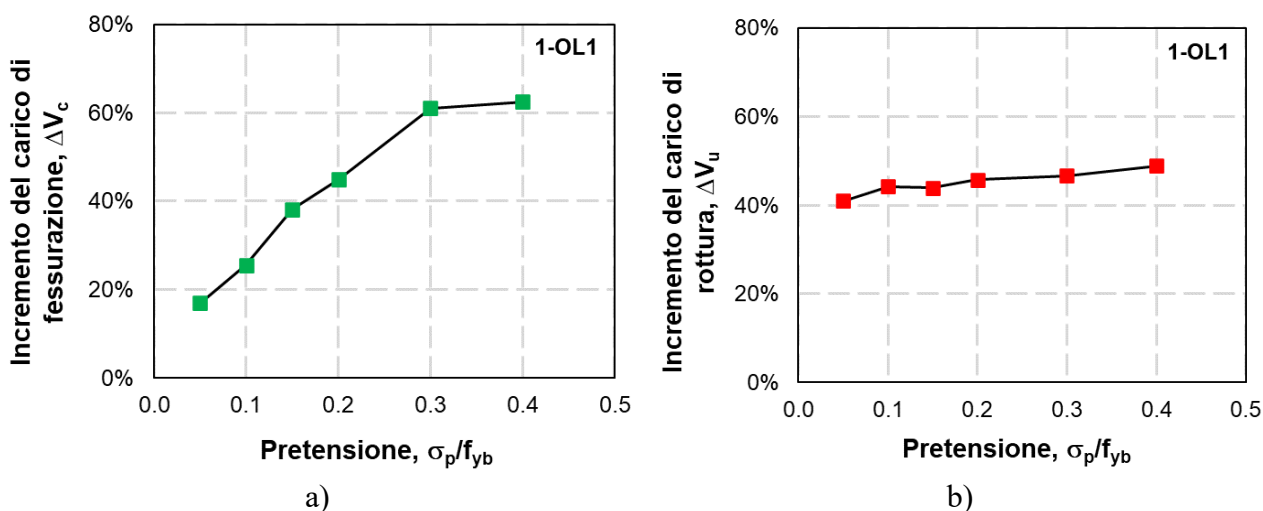 Incremento del carico di
fessurazione, ΔVc
80%
60%
40%
20%
0%
1-OL1
0.0 0.1 0.2 0.3 0.4 0.5
Pretensione, σp/fyb
a)
Incremento del carico di
rottura, ΔVu
80%
60%
40%
20%
0%
1-OL1
0.0 0.1 0.2 0.3 0.4 0.5
Pretensione, σp/fyb
b)